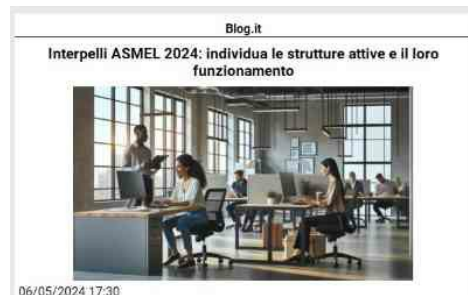 Blog.it
Interpelli ASMEL 2024: individua le strutture attive e il loro
funzionamento
06/05/2024 17:30